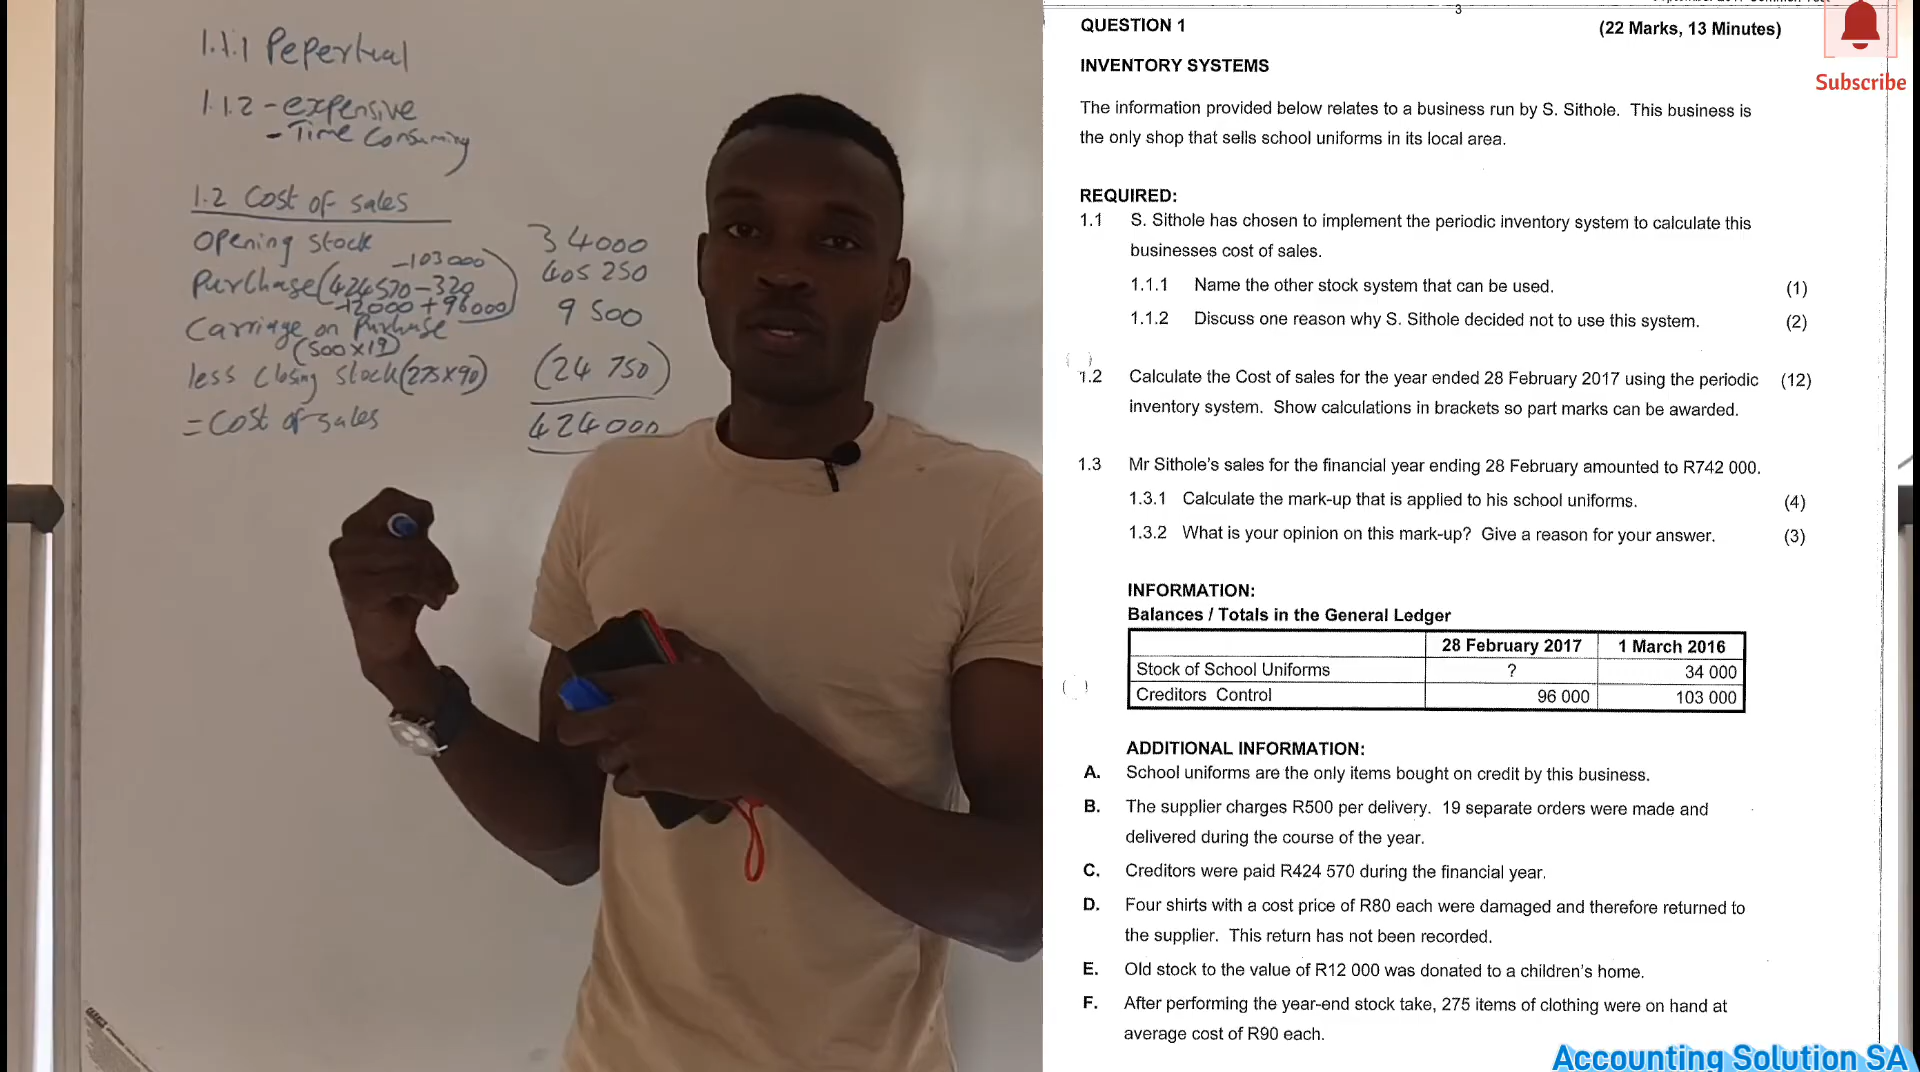 1.1.1 Pepertual
1.1.2 - expensive
- Time Consuming
1.2 Cost of sales
Opening stock 34000
-103000
Purchase (424570-320 405 250
-12000 + 96000)
Carriage on Purchase 9 500
(500 x 19)
less Closing stock (275x90) (24 750)
= Cost of sales 424000
3
QUESTION 1 (22 Marks, 13 Minutes)
Subscribe
INVENTORY SYSTEMS
The information provided below relates to a business run by S. Sithole. This business is
the only shop that sells school uniforms in its local area.
REQUIRED:
1.1 S. Sithole has chosen to implement the periodic inventory system to calculate this
businesses cost of sales.
1.1.1 Name the other stock system that can be used. (1)
1.1.2 Discuss one reason why S. Sithole decided not to use this system. (2)
1.2 Calculate the Cost of sales for the year ended 28 February 2017 using the periodic (12)
inventory system. Show calculations in brackets so part marks can be awarded.
1.3 Mr Sithole's sales for the financial year ending 28 February amounted to R742 000.
1.3.1 Calculate the mark-up that is applied to his school uniforms. (4)
1.3.2 What is your opinion on this mark-up? Give a reason for your answer. (3)
INFORMATION:
Balances / Totals in the General Ledger
28 February 2017 1 March 2016
Stock of School Uniforms ? 34 000
Creditors Control 96 000 103 000
ADDITIONAL INFORMATION:
A. School uniforms are the only items bought on credit by this business.
B. The supplier charges R500 per delivery. 19 separate orders were made and
delivered during the course of the year.
C. Creditors were paid R424 570 during the financial year.
D. Four shirts with a cost price of R80 each were damaged and therefore returned to
the supplier. This return has not been recorded.
E. Old stock to the value of R12 000 was donated to a children's home.
F. After performing the year-end stock take, 275 items of clothing were on hand at
average cost of R90 each.
Accounting Solution SA